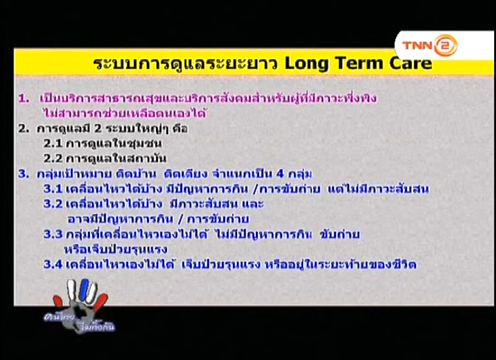 TNN 2
ระบบการดูแลระยะยาว Long Term Care
1. เป็นบริการสาธารณสุขและบริการสังคมสำหรับผู้ที่มีภาวะพึ่งพิง
ไม่สามารถช่วยเหลือตนเองได้
2. การดูแลมี 2 ระบบใหญ่ๆ คือ
2.1 การดูแลในชุมชน
2.2 การดูแลในสถาบัน
3. กลุ่มเป้าหมาย ติดบ้าน ติดเตียง จำแนกเป็น 4 กลุ่ม
3.1 เคลื่อนไหวได้บ้าง มีปัญหาการกิน /การขับถ่าย แต่ไม่มีภาวะสับสน
3.2 เคลื่อนไหวได้บ้าง มีภาวะสับสน และ
อาจมีปัญหาการกิน / การขับถ่าย
3.3 กลุ่มที่เคลื่อนไหวเองไม่ได้ ไม่มีปัญหาการกิน ขับถ่าย
หรือเจ็บป่วยรุนแรง
3.4 เคลื่อนไหวเองไม่ได้ เจ็บป่วยรุนแรง หรืออยู่ในระยะท้ายของชีวิต
คนไทย
ไม่ทิ้งกัน